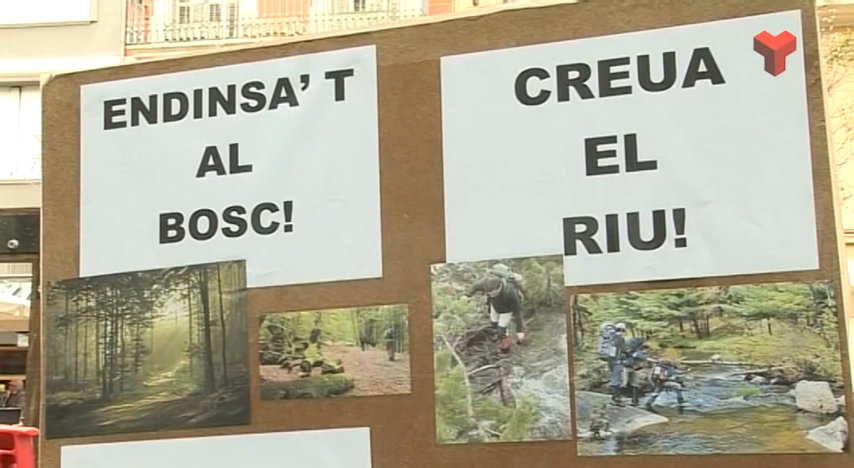 ENDINSA'T
AL
BOSC!
CREUA
EL
RIU!